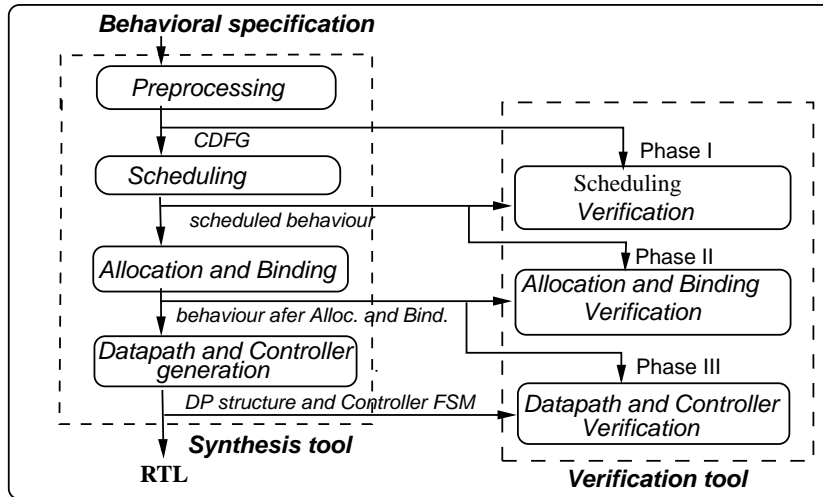 Behavioral specification
Preprocessing
CDFG
Phase I
Scheduling
Scheduling
Verification
scheduled behaviour
Phase II
Allocation and Binding
Allocation and Binding
Verification
behaviour afer Alloc. and Bind.
Datapath and Controller
generation
Phase III
DP structure and Controller FSM
Datapath and Controller
Verification
Synthesis tool
RTL
Verification tool